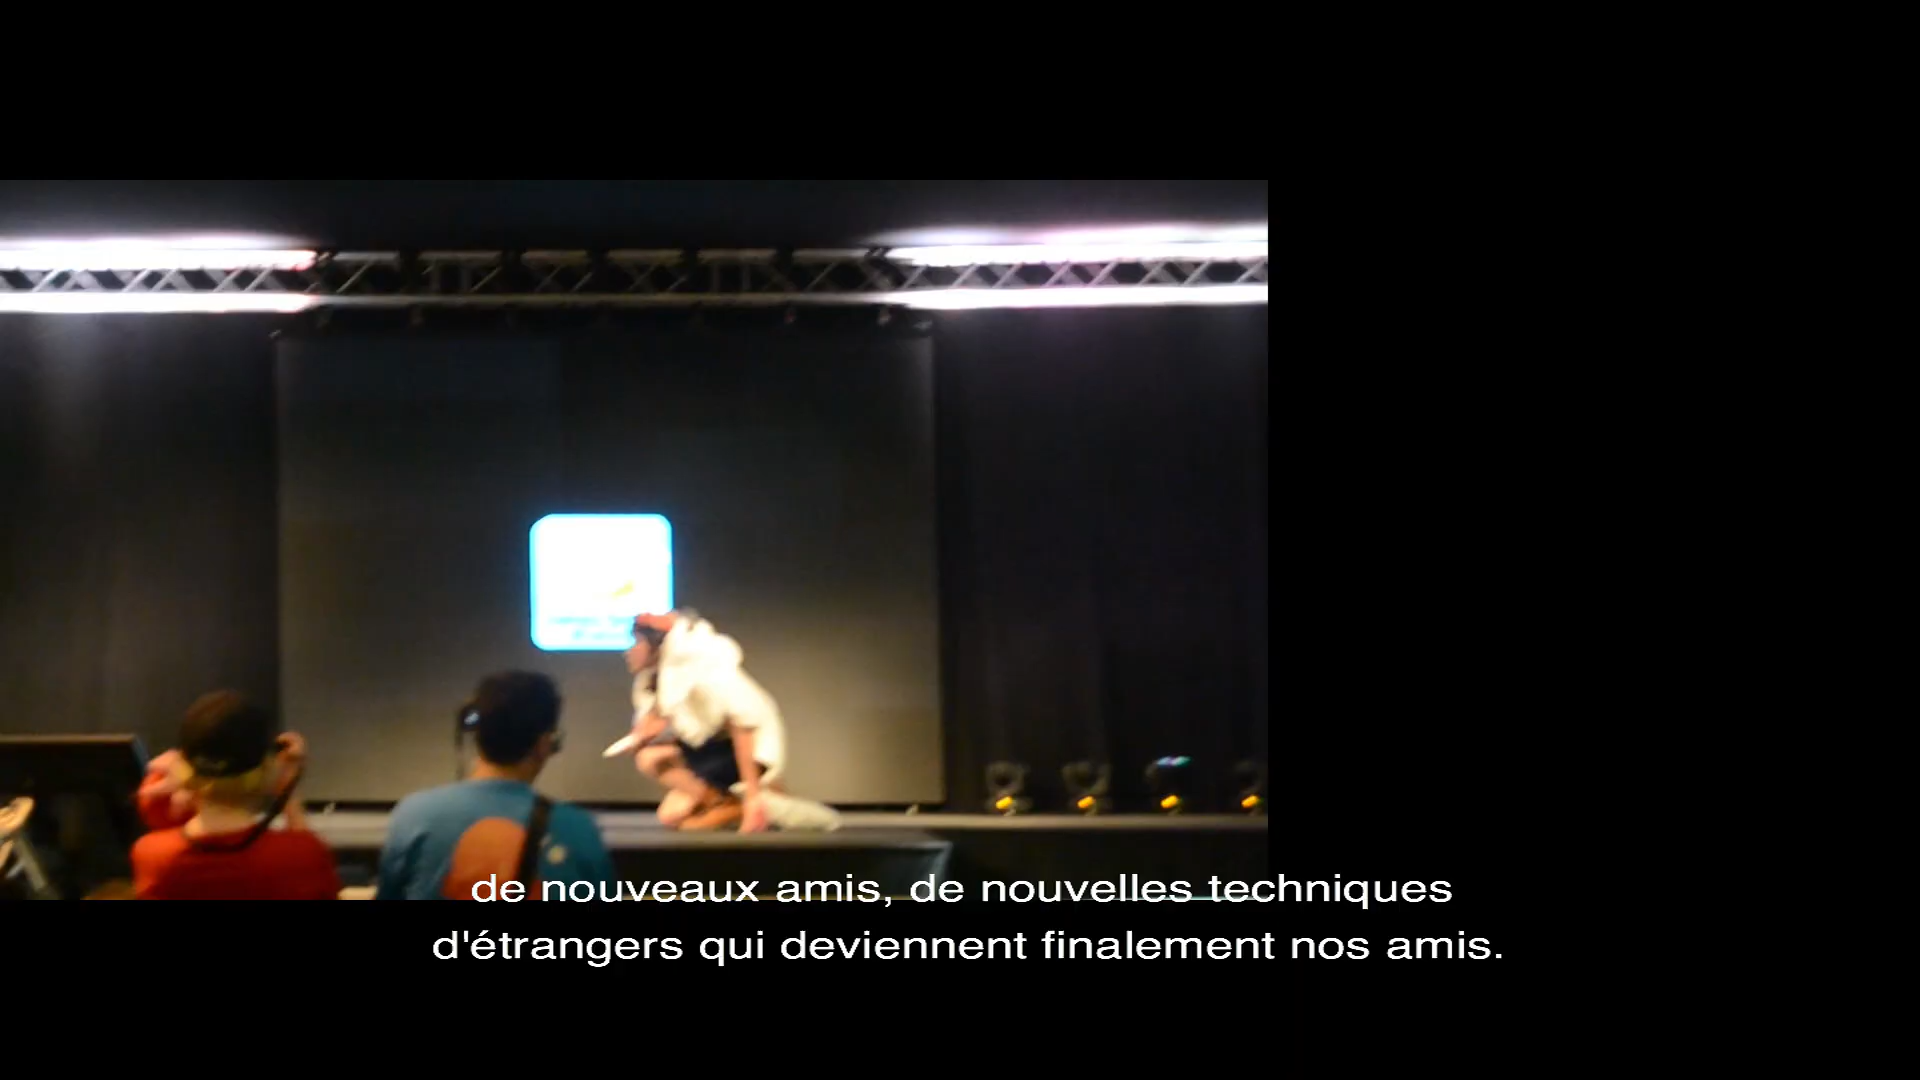 de nouveaux amis, de nouvelles techniques
d'étrangers qui deviennent finalement nos amis.